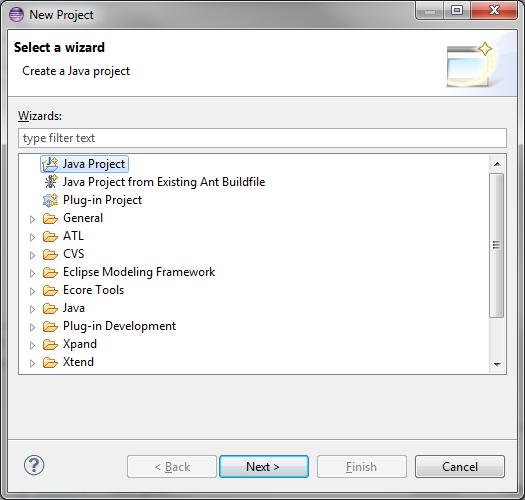 New Project
Select a wizard
Create a Java project
Wizards:
type filter text
Java Project
Java Project from Existing Ant Buildfile
Plug-in Project
General
ATL
CVS
Eclipse Modeling Framework
Ecore Tools
Java
Plug-in Development
Xpand
Xtend
? < Back Next > Finish Cancel